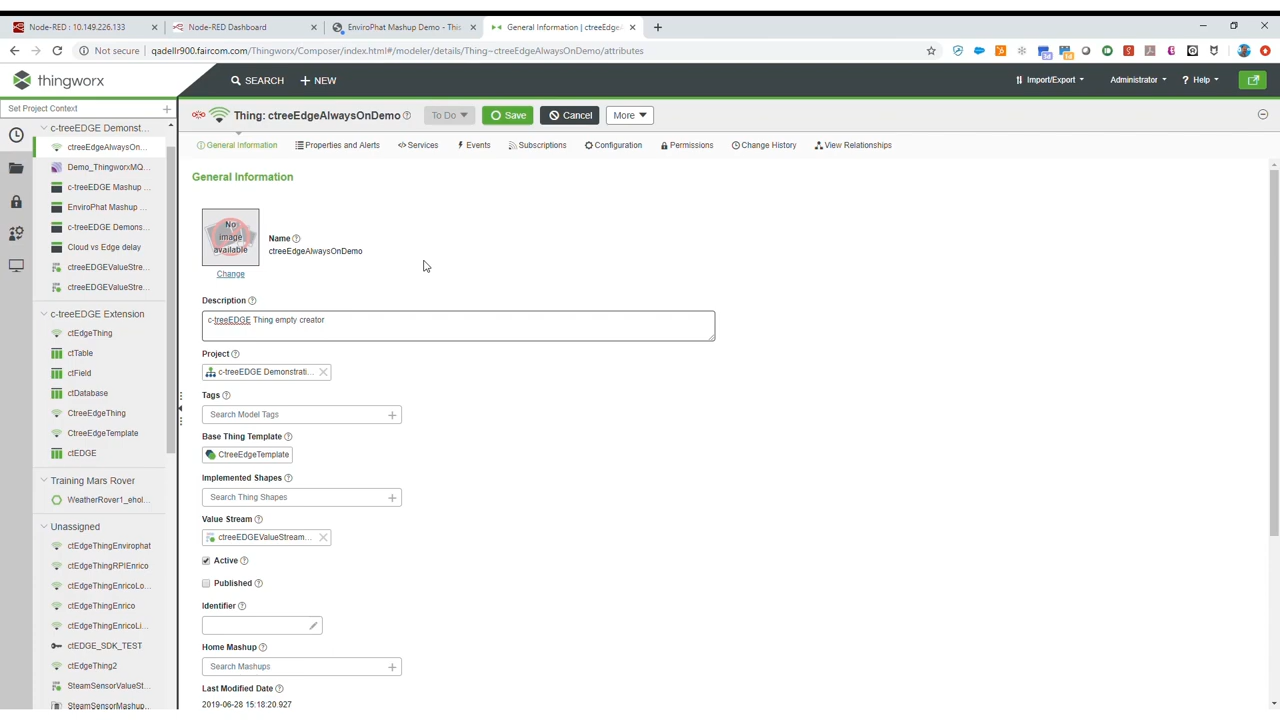 Node-RED : 10.149.226.133
Node-RED Dashboard
EnviroPhat Mashup Demo - This
General Information | ctreeEdgeA
Not secure | qadellr900.faircom.com/Thingworx/Composer/index.html#/modeler/details/Thing~ctreeEdgeAlwaysOnDemo/attributes
thingworx
SEARCH
NEW
Import/Export
Administrator
Help
Set Project Context
Thing: ctreeEdgeAlwaysOnDemo
To Do
Save
Cancel
More
General Information
Properties and Alerts
Services
Events
Subscriptions
Configuration
Permissions
Change History
View Relationships
c-treeEDGE Demonst...
ctreeEdgeAlwaysOn...
Demo_ThingworxMQ...
c-treeEDGE Mashup ...
EnviroPhat Mashup ...
c-treeEDGE Demons...
Cloud vs Edge delay
ctreeEDGEValueStre...
ctreeEDGEValueStre...
c-treeEDGE Extension
ctEdgeThing
ctTable
ctField
ctDatabase
CtreeEdgeThing
CtreeEdgeTemplate
ctEDGE
Training Mars Rover
WeatherRover1_ehol...
Unassigned
ctEdgeThingEnvirophat
ctEdgeThingRPIEnrico
ctEdgeThingEnricoLo...
ctEdgeThingEnrico
ctEdgeThingEnricoLi...
ctEDGE_SDK_TEST
ctEdgeThing2
SteamSensorValueSt...
SteamSensorMashup...
General Information
No
image
available
Change
Name
ctreeEdgeAlwaysOnDemo
Description
c-treeEDGE Thing empty creator
Project
c-treeEDGE Demonstrati...
Tags
Search Model Tags
Base Thing Template
CtreeEdgeTemplate
Implemented Shapes
Search Thing Shapes
Value Stream
ctreeEDGEValueStream...
Active
Published
Identifier
Home Mashup
Search Mashups
Last Modified Date
2019-06-28 15:18:20.927